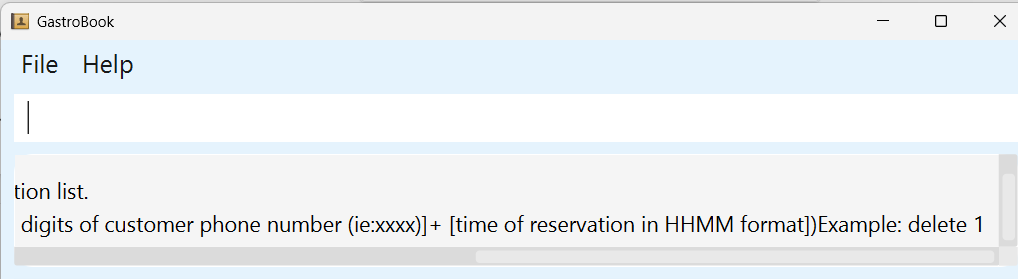 GastroBook
File Help
tion list.
digits of customer phone number (ie:xxxx)]+ [time of reservation in HHMM format])Example: delete 1